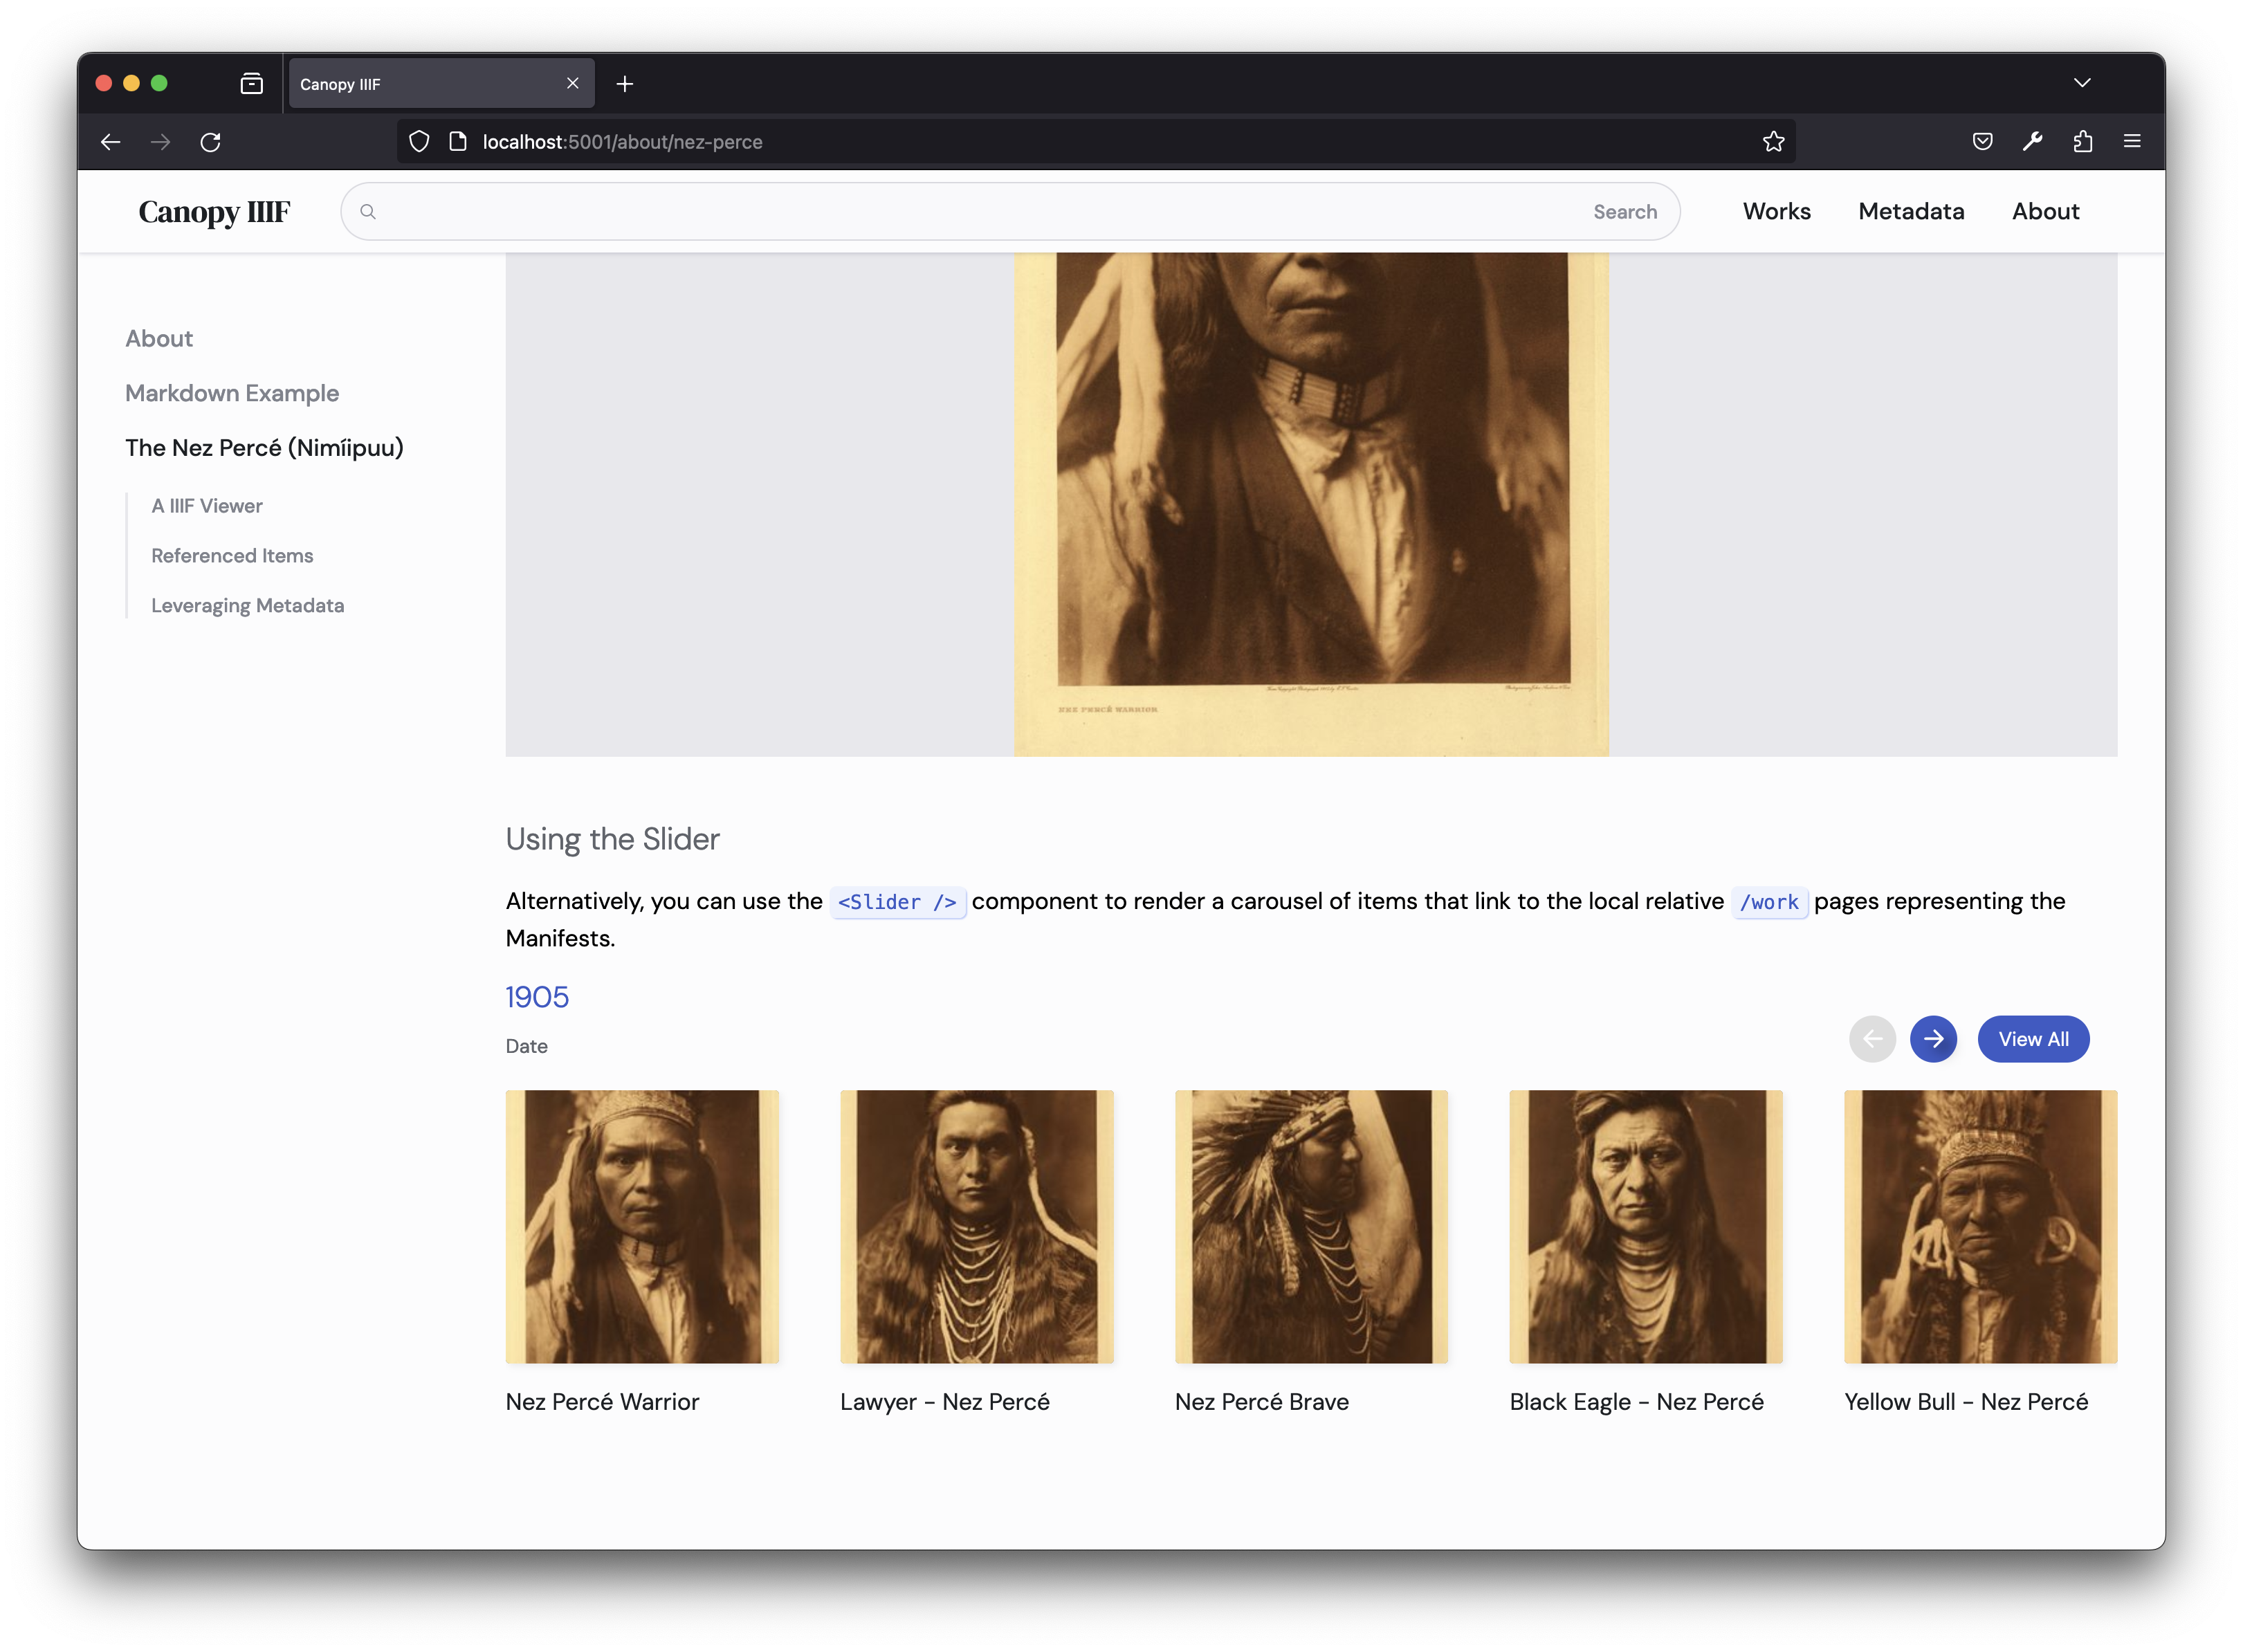 Canopy IIIF
localhost:5001/about/nez-perce
Canopy IIIF
Search
Works
Metadata
About
About
Markdown Example
The Nez Percé (Nimíipuu)
A IIIF Viewer
Referenced Items
Leveraging Metadata
NEZ PERCÉ WARRIOR
Using the Slider
Alternatively, you can use the <Slider /> component to render a carousel of items that link to the local relative /work pages representing the
Manifests.
1905
Date
View All
Nez Percé Warrior
Lawyer - Nez Percé
Nez Percé Brave
Black Eagle - Nez Percé
Yellow Bull - Nez Percé